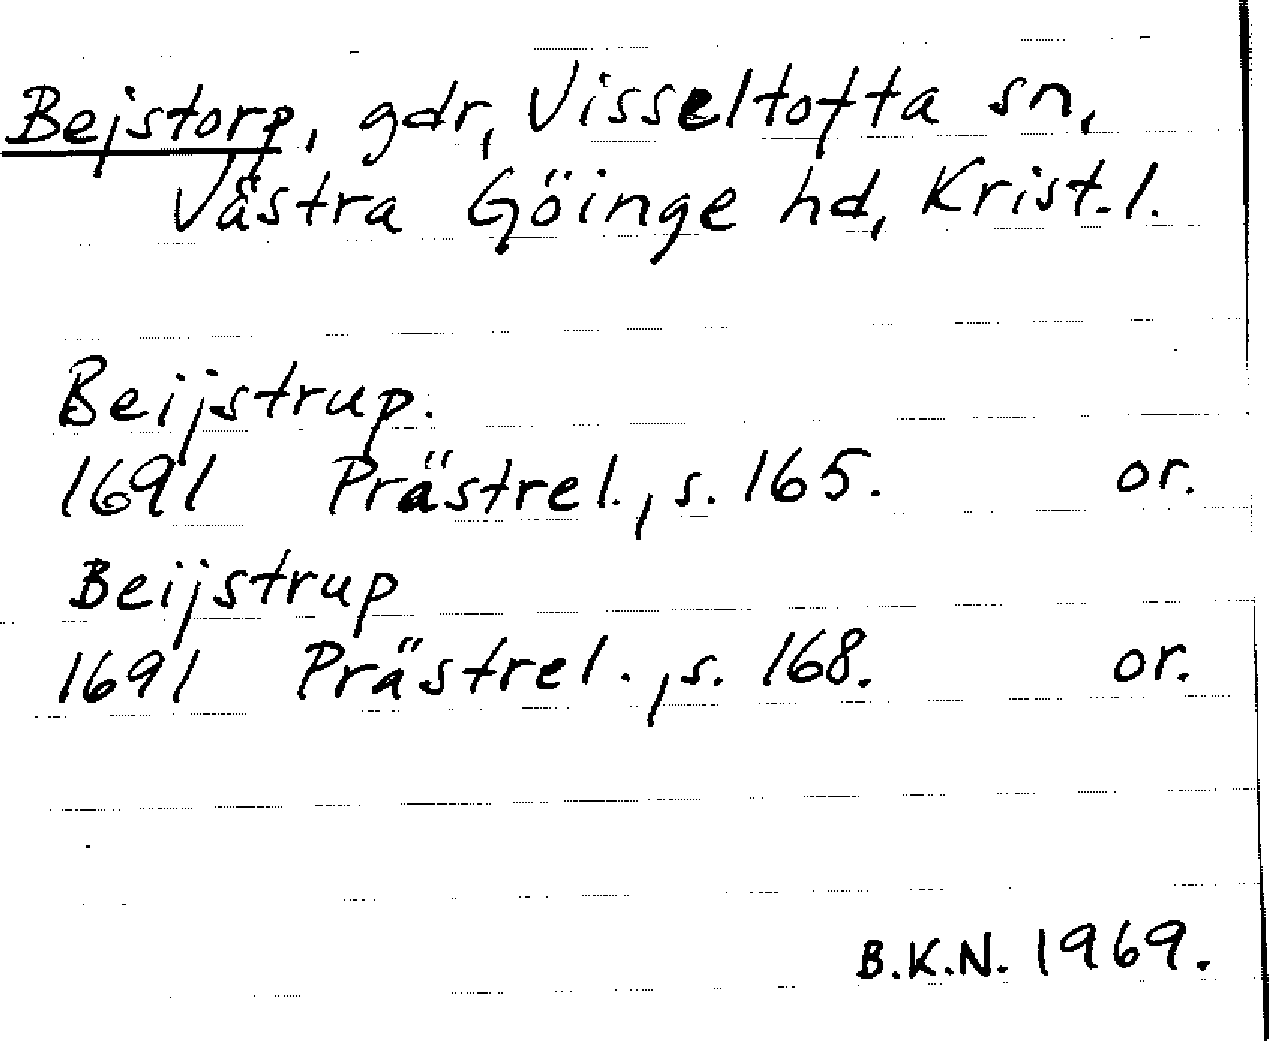 Bejstorp, gdr, Visseltofta sn,
Västra Göinge hd, Krist.l.
Beijstrup.
1691 Prästrel., s. 165. or.
Beijstrup
1691 Prästrel., s. 168. or.
B.K.N. 1969.